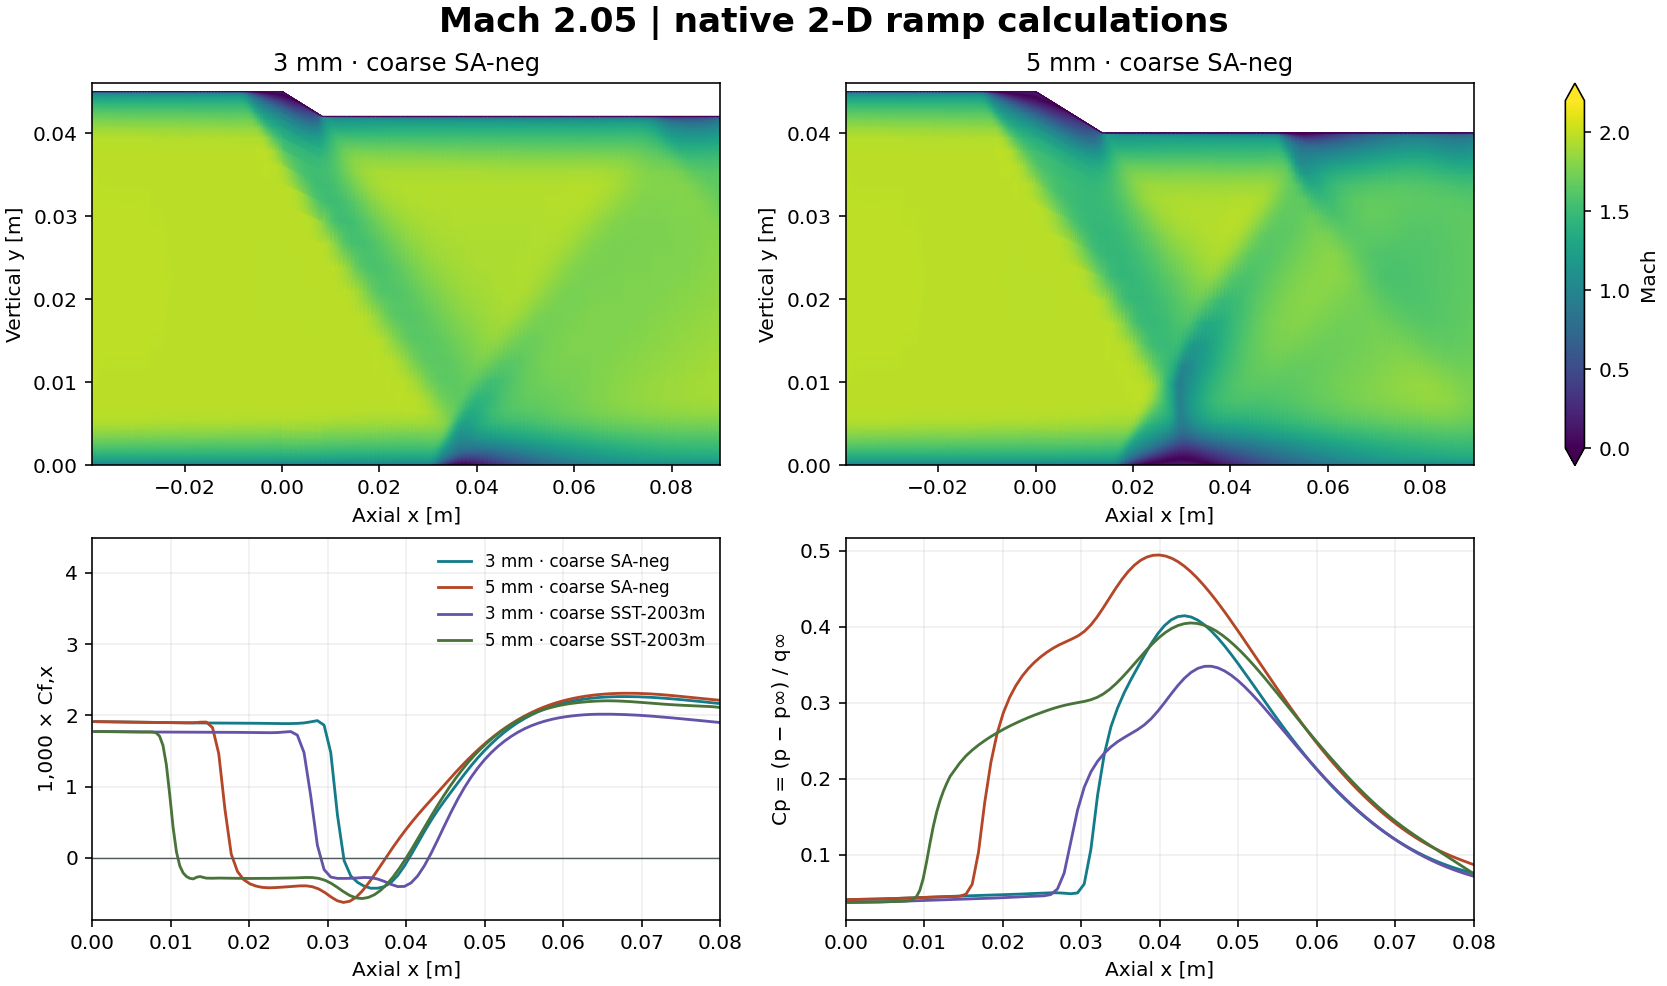 Mach 2.05 | native 2-D ramp calculations
3 mm · coarse SA-neg
5 mm · coarse SA-neg
Vertical y [m]
0.04
0.03
0.02
0.01
0.00
−0.02 0.00 0.02 0.04 0.06 0.08
Axial x [m]
Vertical y [m]
0.04
0.03
0.02
0.01
0.00
−0.02 0.00 0.02 0.04 0.06 0.08
Axial x [m]
2.0
1.5
1.0
0.5
0.0
Mach
1,000 × Cf,x
4
3
2
1
0
3 mm · coarse SA-neg
5 mm · coarse SA-neg
3 mm · coarse SST-2003m
5 mm · coarse SST-2003m
0.00 0.01 0.02 0.03 0.04 0.05 0.06 0.07 0.08
Axial x [m]
Cp = (p − p∞) / q∞
0.5
0.4
0.3
0.2
0.1
0.00 0.01 0.02 0.03 0.04 0.05 0.06 0.07 0.08
Axial x [m]